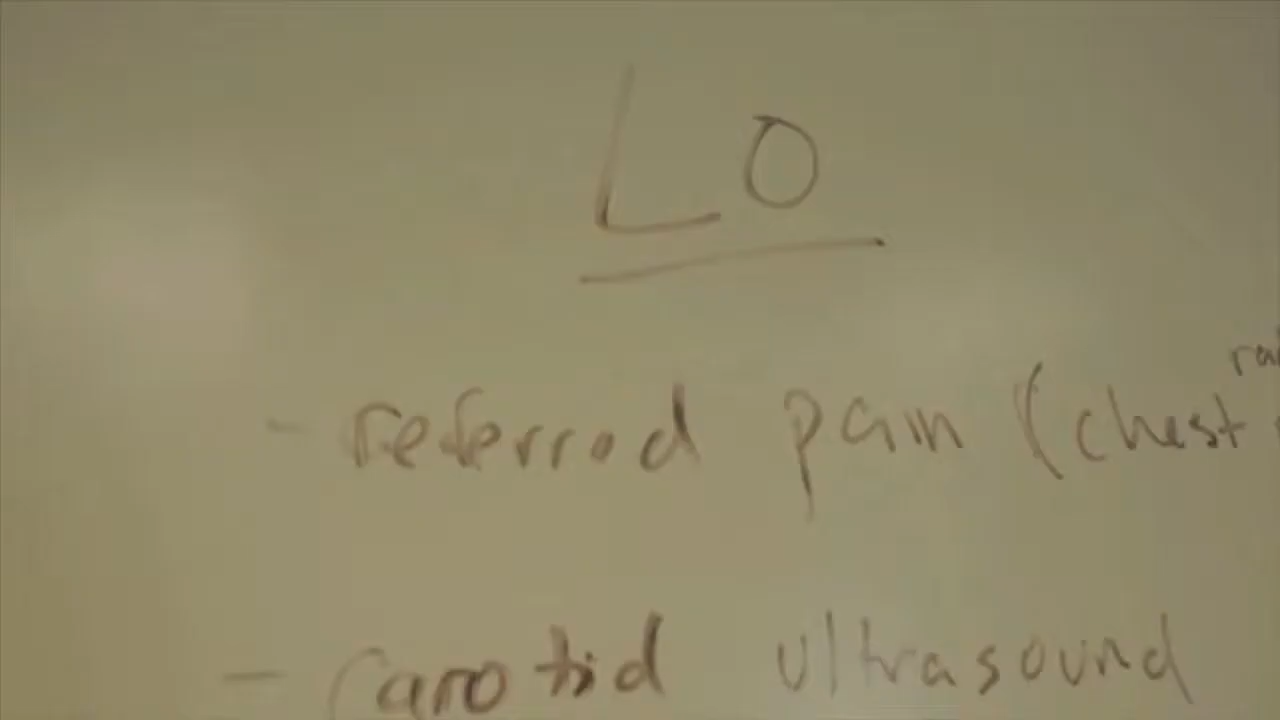 LO
- referred pain (chest
- carotid ultrasound